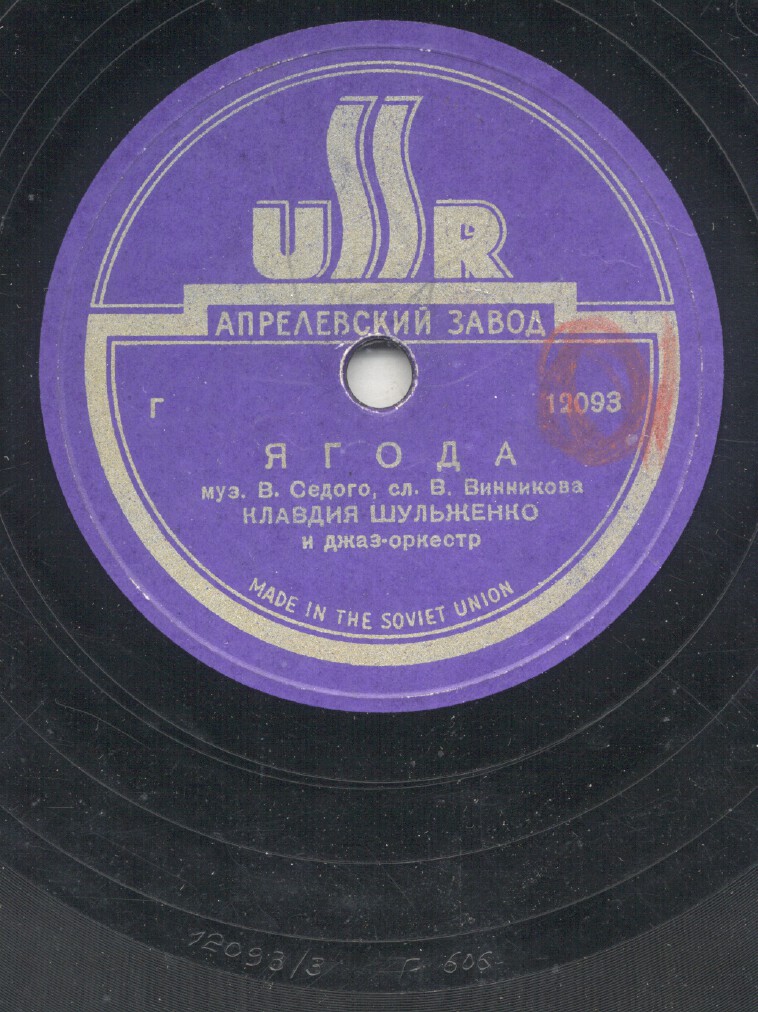 USSR
АПРЕЛЕВСКИЙ ЗАВОД
Г 12093
ЯГОДА
муз. В. Седого, сл. В. Винникова
КЛАВДИЯ ШУЛЬЖЕНКО
и джаз-оркестр
MADE IN THE SOVIET UNION
12093/3 Г 606